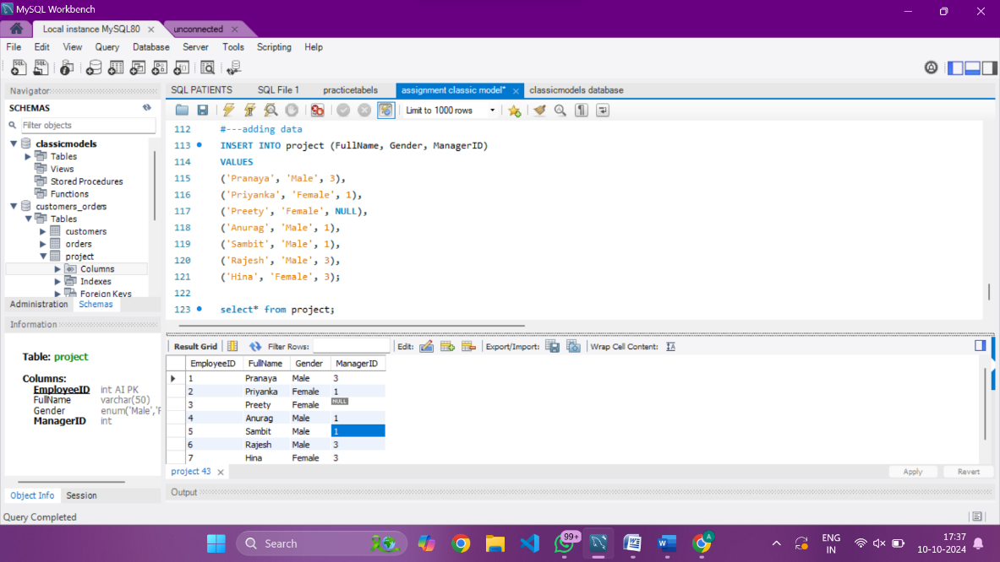 MySQL Workbench
Local instance MySQL80 unconnected
File Edit View Query Database Server Tools Scripting Help
Navigator SQL PATIENTS SQL File 1 practicetabels assignment classic model* classicmodels database
SCHEMAS
Filter objects
Limit to 1000 rows
classicmodels
Tables
Views
Stored Procedures
Functions
customers_orders
Tables
customers
orders
project
Columns
Indexes
Foreign Keys
Administration Schemas
112 #---adding data
113 INSERT INTO project (FullName, Gender, ManagerID)
114 VALUES
115 ('Pranaya', 'Male', 3),
116 ('Priyanka', 'Female', 1),
117 ('Preety', 'Female', NULL),
118 ('Anurag', 'Male', 1),
119 ('Sambit', 'Male', 1),
120 ('Rajesh', 'Male', 3),
121 ('Hina', 'Female', 3);
122
123 select* from project;
Information
Table: project
Columns:
EmployeeID int AI PK
FullName varchar(50)
Gender enum('Male','F
ManagerID int
Object Info Session
Result Grid Filter Rows: Edit: Export/Import: Wrap Cell Content:
EmployeeID FullName Gender ManagerID
1 Pranaya Male 3
2 Priyanka Female 1
3 Preety Female NULL
4 Anurag Male 1
5 Sambit Male 1
6 Rajesh Male 3
7 Hina Female 3
project 43 Apply Revert
Output
Query Completed
Search 99+ A ENG IN 17:37
10-10-2024